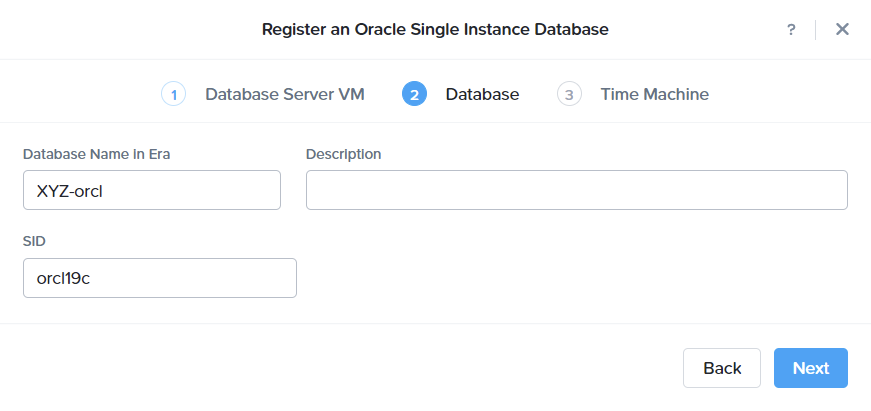 Register an Oracle Single Instance Database
?
1 Database Server VM 2 Database 3 Time Machine
Database Name in Era Description
XYZ-orcl
SID
orcl19c
Back Next